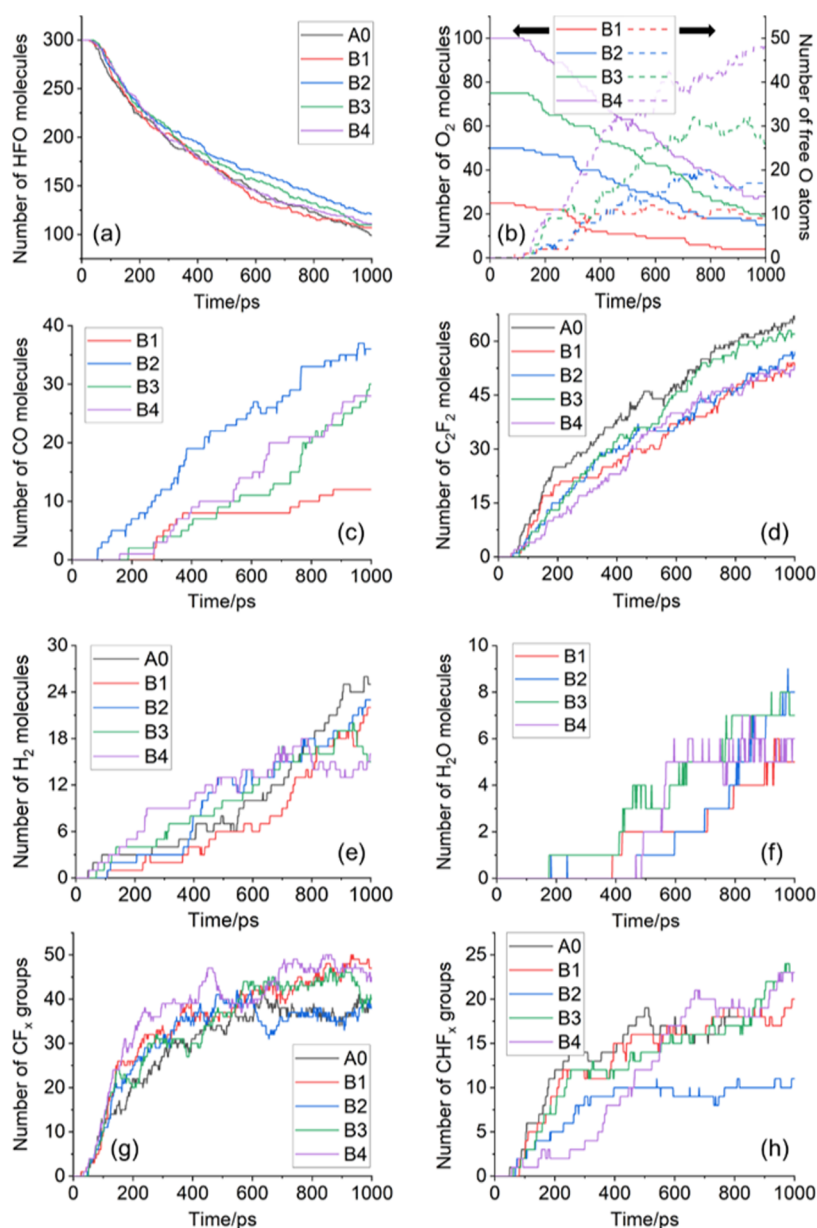 Number of HFO molecules
300
250
200
150
100
A0
B1
B2
B3
B4
(a)
0 200 400 600 800 1000
Time/ps
Number of O2 molecules
100
80
60
40
20
0
B1
B2
B3
B4
(b)
50
40
30
20
10
0
Number of free O atoms
0 200 400 600 800 1000
Time/ps
Number of CO molecules
40
30
20
10
0
B1
B2
B3
B4
(c)
0 200 400 600 800 1000
Time/ps
Number of C2F2 molecules
60
45
30
15
0
A0
B1
B2
B3
B4
(d)
0 200 400 600 800 1000
Time/ps
Number of H2 molecules
30
24
18
12
6
0
A0
B1
B2
B3
B4
(e)
0 200 400 600 800 1000
Time/ps
Number of H2O molecules
10
8
6
4
2
0
B1
B2
B3
B4
(f)
0 200 400 600 800 1000
Time/ps
Number of CFx groups
50
40
30
20
10
0
A0
B1
B2
B3
B4
(g)
0 200 400 600 800 1000
Time/ps
Number of CHFx groups
25
20
15
10
5
0
A0
B1
B2
B3
B4
(h)
0 200 400 600 800 1000
Time/ps